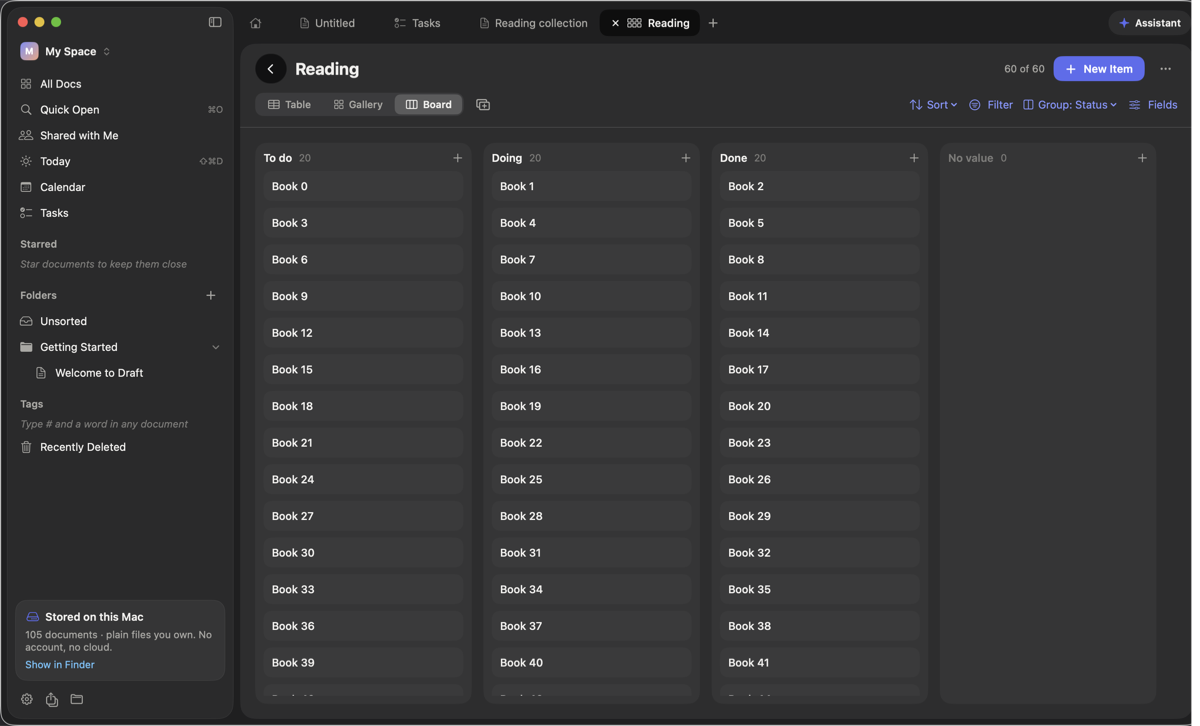 Untitled
Tasks
Reading collection
Reading
Assistant
M My Space
All Docs
Quick Open ⌘O
Shared with Me
Today ⇧⌘D
Calendar
Tasks
Starred
Star documents to keep them close
Folders
Unsorted
Getting Started
Welcome to Draft
Tags
Type # and a word in any document
Recently Deleted
Stored on this Mac
105 documents · plain files you own. No
account, no cloud.
Show in Finder
Reading
60 of 60
New Item
Table
Gallery
Board
Sort
Filter
Group: Status
Fields
To do 20
Book 0
Book 3
Book 6
Book 9
Book 12
Book 15
Book 18
Book 21
Book 24
Book 27
Book 30
Book 33
Book 36
Book 39
Doing 20
Book 1
Book 4
Book 7
Book 10
Book 13
Book 16
Book 19
Book 22
Book 25
Book 28
Book 31
Book 34
Book 37
Book 40
Done 20
Book 2
Book 5
Book 8
Book 11
Book 14
Book 17
Book 20
Book 23
Book 26
Book 29
Book 32
Book 35
Book 38
Book 41
No value 0